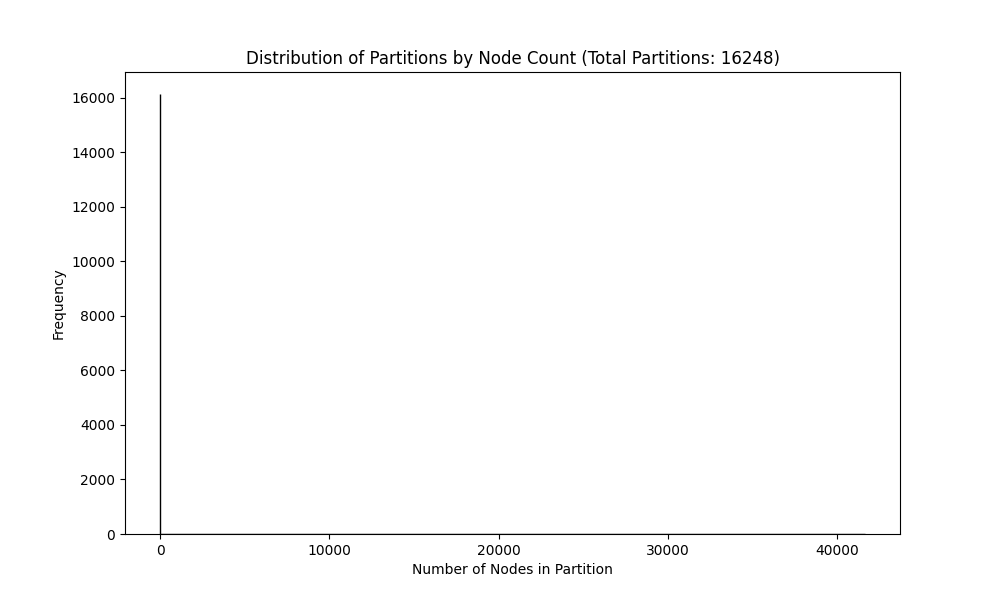 Distribution of Partitions by Node Count (Total Partitions: 16248)
16000
14000
12000
10000
8000
6000
4000
2000
0
Frequency
0 10000 20000 30000 40000
Number of Nodes in Partition